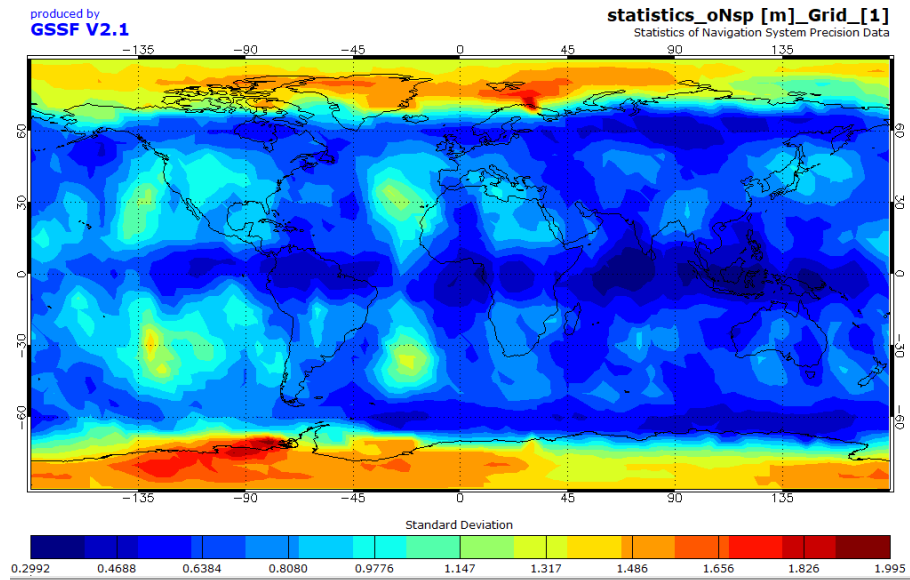 produced by
GSSF V2.1
statistics_oNsp [m]_Grid_[1]
Statistics of Navigation System Precision Data
-135 -90 -45 0 45 90 135
60 60
30 30
0 0
-30 -30
-60 -60
-135 -90 -45 0 45 90 135
Standard Deviation
0.2992 0.4688 0.6384 0.8080 0.9776 1.147 1.317 1.486 1.656 1.826 1.995